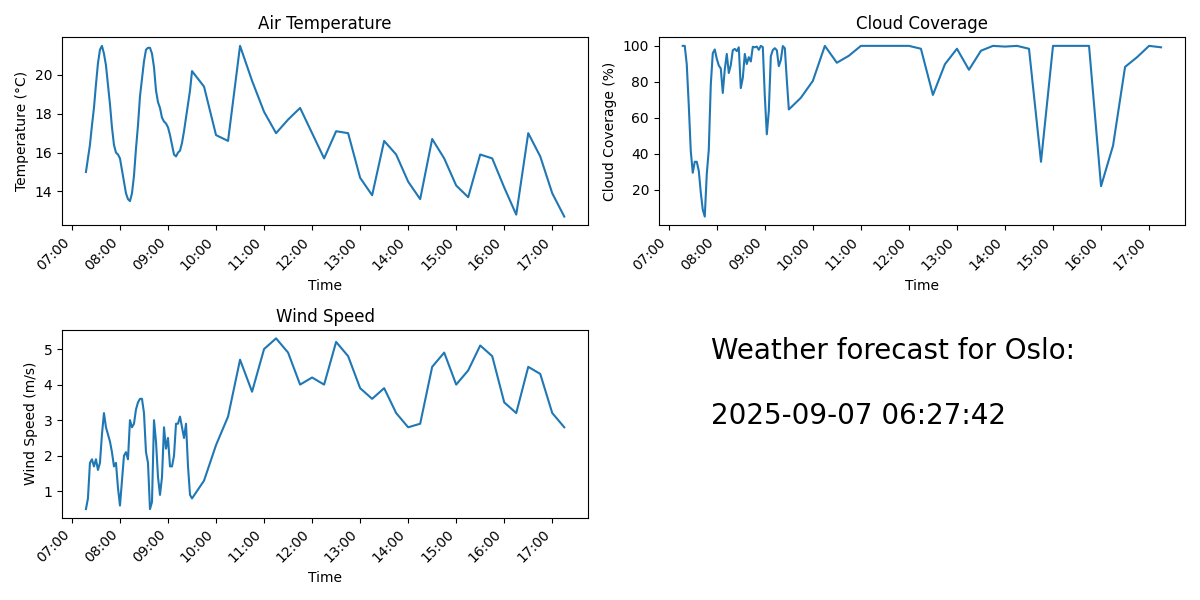 Air Temperature
Temperature (°C)
20
18
16
14
07:00 08:00 09:00 10:00 11:00 12:00 13:00 14:00 15:00 16:00 17:00
Time
Cloud Coverage
Cloud Coverage (%)
100
80
60
40
20
07:00 08:00 09:00 10:00 11:00 12:00 13:00 14:00 15:00 16:00 17:00
Time
Wind Speed
Wind Speed (m/s)
5
4
3
2
1
07:00 08:00 09:00 10:00 11:00 12:00 13:00 14:00 15:00 16:00 17:00
Time
Weather forecast for Oslo:
2025-09-07 06:27:42